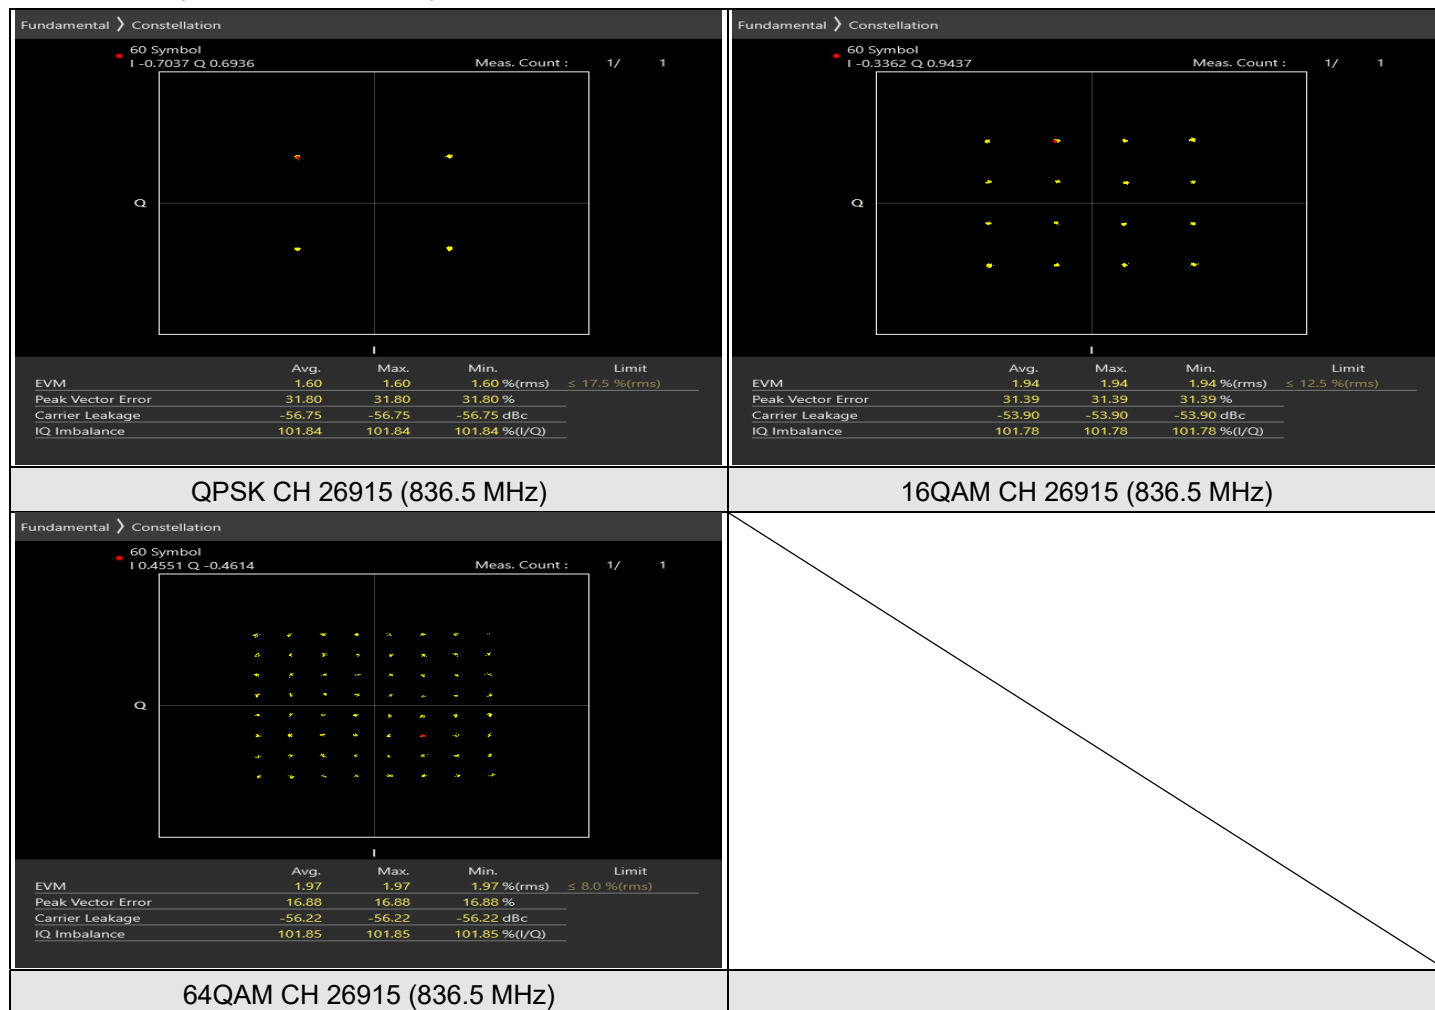 Fundamental ❯ Constellation
60 Symbol
I -0.7037 Q 0.6936 Meas. Count : 1/ 1
Q
I
Avg. Max. Min. Limit
EVM 1.60 1.60 1.60 %(rms) ≤ 17.5 %(rms)
Peak Vector Error 31.80 31.80 31.80 %
Carrier Leakage -56.75 -56.75 -56.75 dBc
IQ Imbalance 101.84 101.84 101.84 %(I/Q)
QPSK CH 26915 (836.5 MHz)
Fundamental ❯ Constellation
60 Symbol
I -0.3362 Q 0.9437 Meas. Count : 1/ 1
Q
I
Avg. Max. Min. Limit
EVM 1.94 1.94 1.94 %(rms) ≤ 12.5 %(rms)
Peak Vector Error 31.39 31.39 31.39 %
Carrier Leakage -53.90 -53.90 -53.90 dBc
IQ Imbalance 101.78 101.78 101.78 %(I/Q)
16QAM CH 26915 (836.5 MHz)
Fundamental ❯ Constellation
60 Symbol
I 0.4551 Q -0.4614 Meas. Count : 1/ 1
Q
I
Avg. Max. Min. Limit
EVM 1.97 1.97 1.97 %(rms) ≤ 8.0 %(rms)
Peak Vector Error 16.88 16.88 16.88 %
Carrier Leakage -56.22 -56.22 -56.22 dBc
IQ Imbalance 101.85 101.85 101.85 %(I/Q)
64QAM CH 26915 (836.5 MHz)